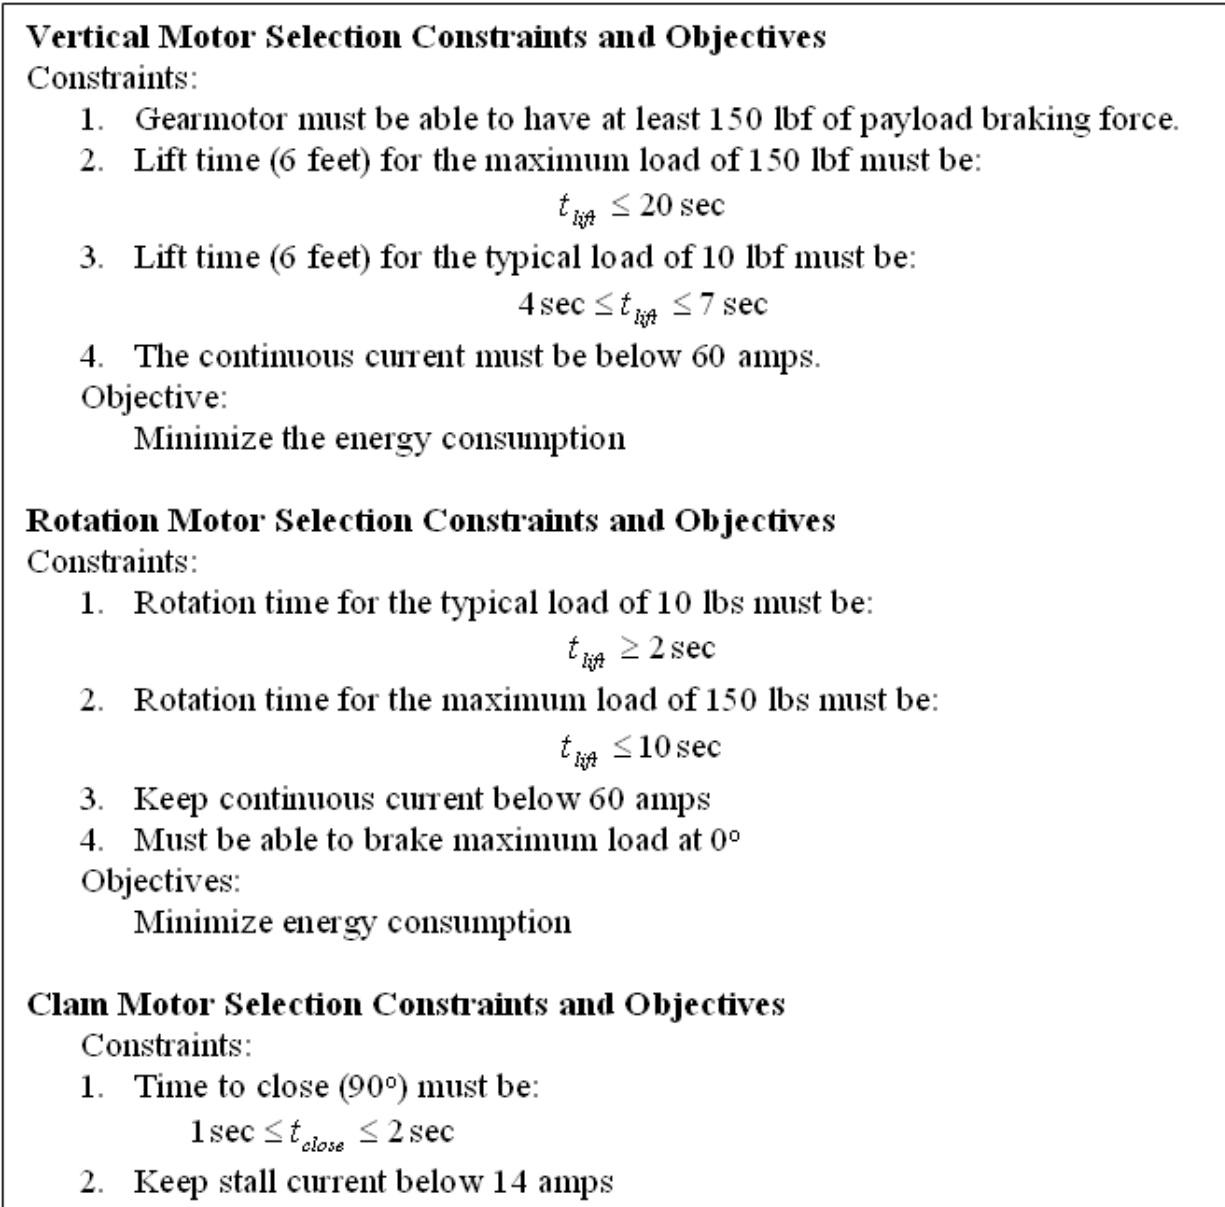 Vertical Motor Selection Constraints and Objectives
Constraints:
1. Gearmotor must be able to have at least 150 lbf of payload braking force.
2. Lift time (6 feet) for the maximum load of 150 lbf must be:
t_lift ≤ 20 sec
3. Lift time (6 feet) for the typical load of 10 lbf must be:
4 sec ≤ t_lift ≤ 7 sec
4. The continuous current must be below 60 amps.
Objective:
Minimize the energy consumption
Rotation Motor Selection Constraints and Objectives
Constraints:
1. Rotation time for the typical load of 10 lbs must be:
t_lift ≥ 2 sec
2. Rotation time for the maximum load of 150 lbs must be:
t_lift ≤ 10 sec
3. Keep continuous current below 60 amps
4. Must be able to brake maximum load at 0°
Objectives:
Minimize energy consumption
Clam Motor Selection Constraints and Objectives
Constraints:
1. Time to close (90°) must be:
1 sec ≤ t_close ≤ 2 sec
2. Keep stall current below 14 amps